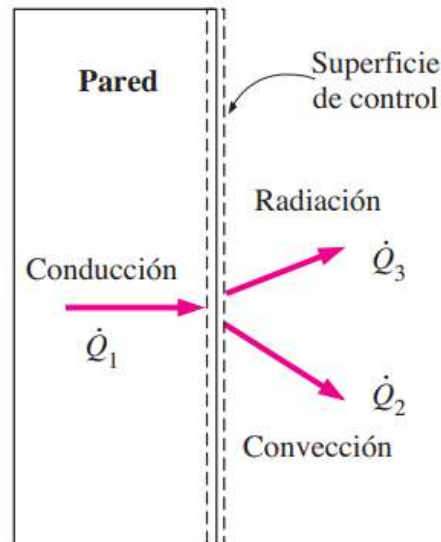 Pared
Superficie
de control
Radiación
Conducción
Q̇₃
Q̇₁
Q̇₂
Convección